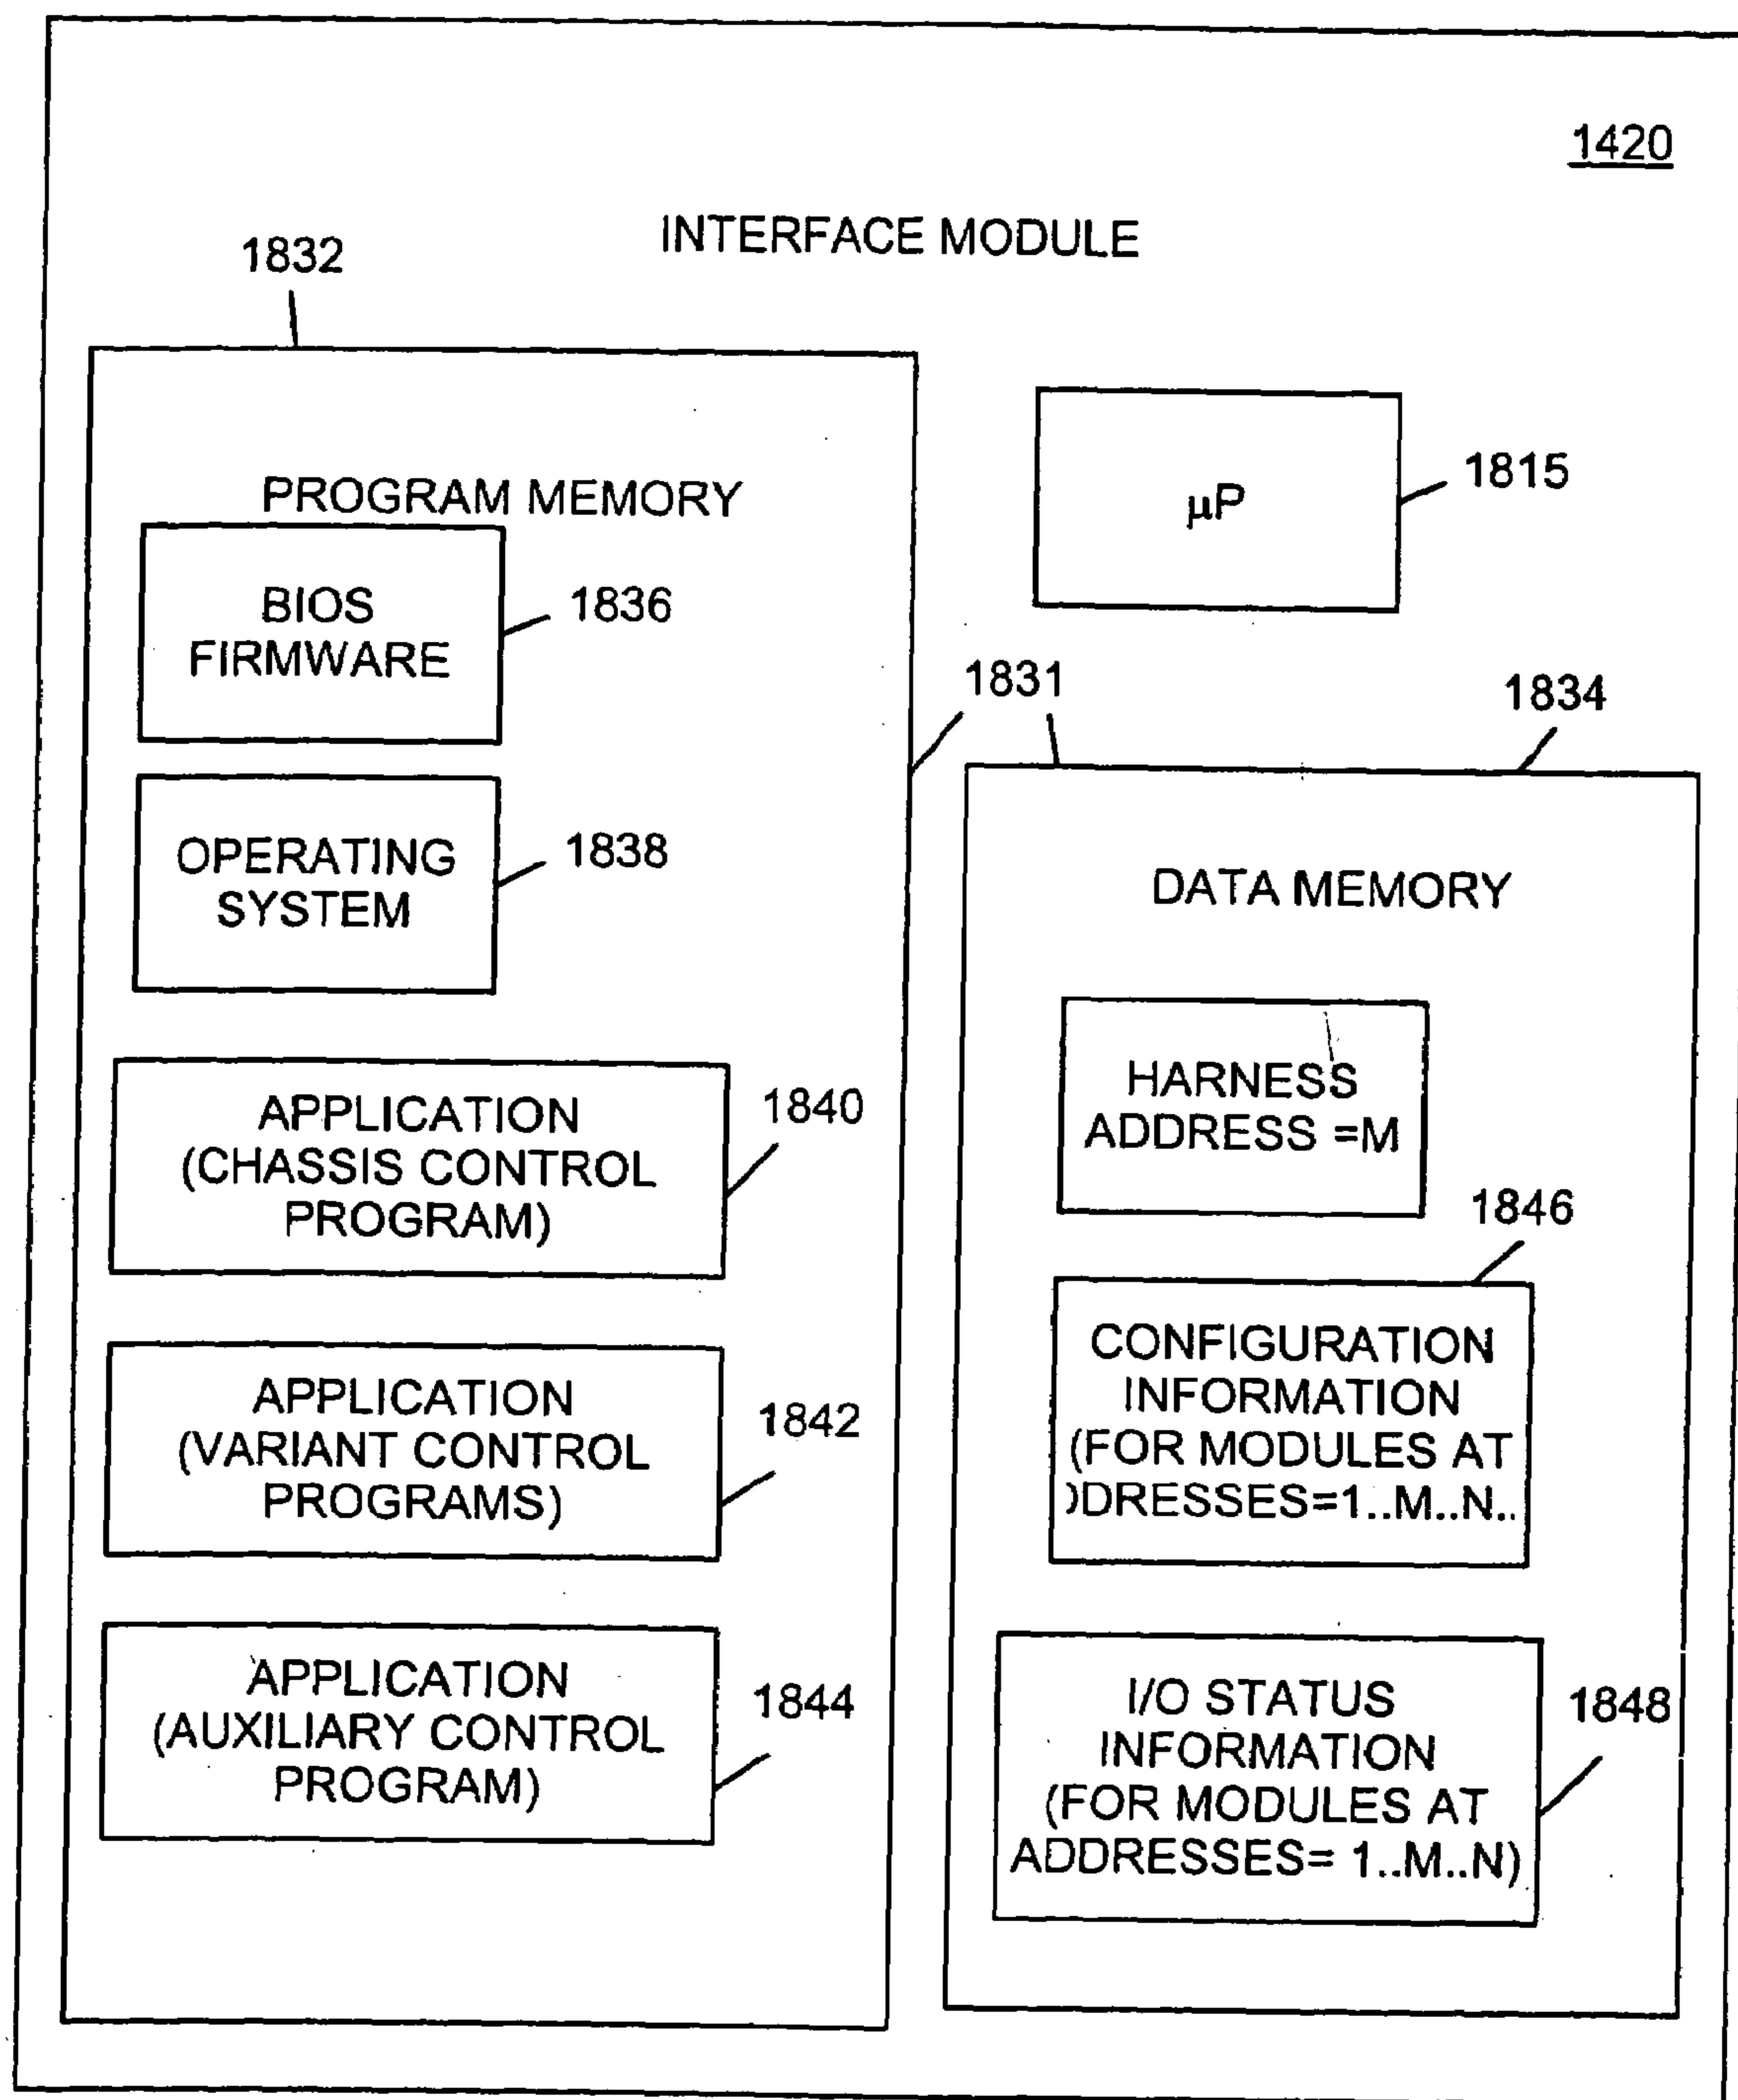 1420
INTERFACE MODULE
1832
PROGRAM MEMORY
BIOS
FIRMWARE
1836
OPERATING
SYSTEM
1838
APPLICATION
(CHASSIS CONTROL
PROGRAM)
1840
APPLICATION
(VARIANT CONTROL
PROGRAMS)
1842
APPLICATION
(AUXILIARY CONTROL
PROGRAM)
1844
µP
1815
1831
1834
DATA MEMORY
HARNESS
ADDRESS =M
1846
CONFIGURATION
INFORMATION
(FOR MODULES AT
DDRESSES=1..M..N..
I/O STATUS
INFORMATION
(FOR MODULES AT
ADDRESSES= 1..M..N)
1848